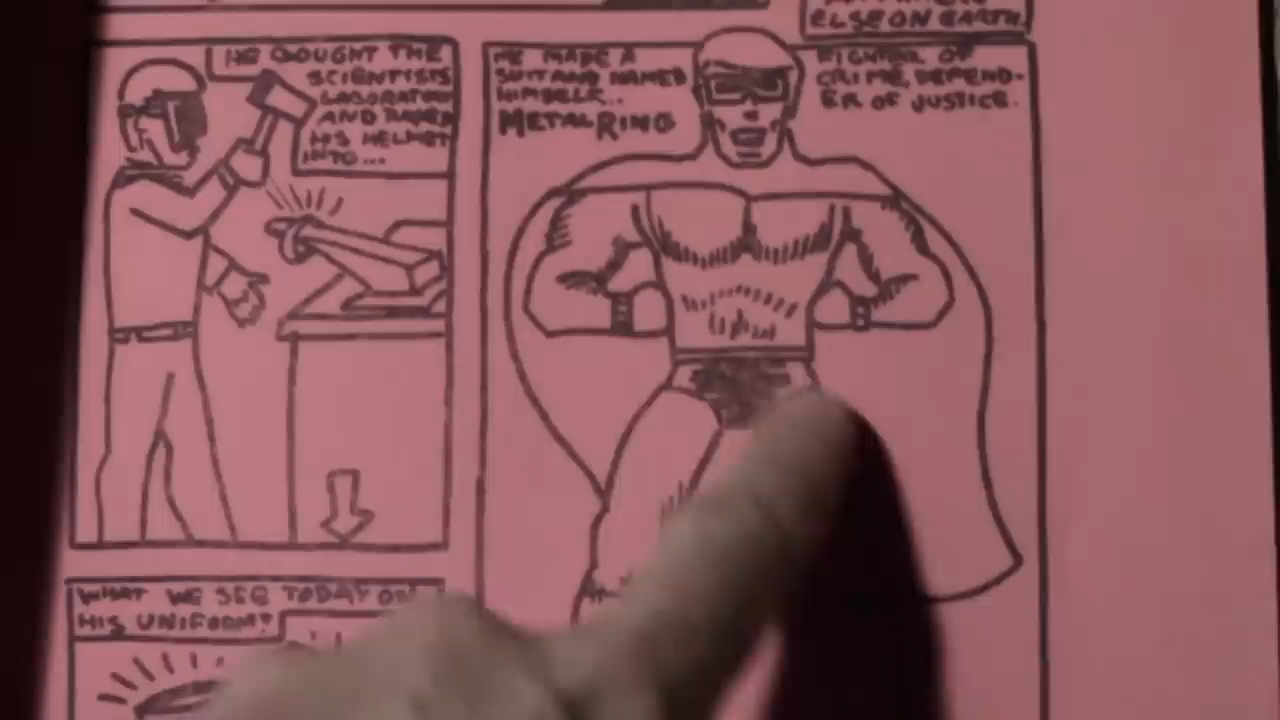 ELSE ON EARTH.
HE BOUGHT THE
SCIENTISTS
LABORATORY
AND
HIS HELMET
INTO...
HE MADE A
SUIT AND NAMED
HIMSELF...
METAL RING
FIGHTER OF
CRIME, DEFEND-
ER OF JUSTICE.
WHAT WE SEE TODAY ON
HIS UNIFORM?